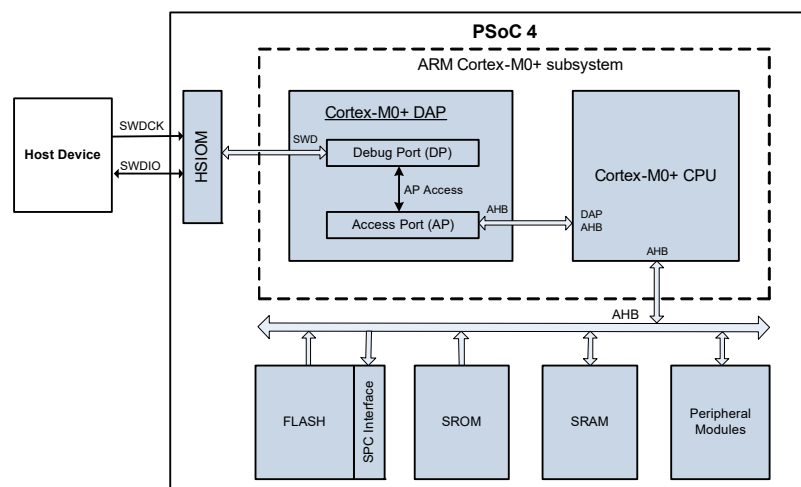 PSoC 4
ARM Cortex-M0+ subsystem
Host Device
SWDCK
SWDIO
HSIOM
SWD
Cortex-M0+ DAP
Debug Port (DP)
AP Access
Access Port (AP)
AHB
DAP
AHB
Cortex-M0+ CPU
AHB
AHB
FLASH
SPC Interface
SROM
SRAM
Peripheral
Modules